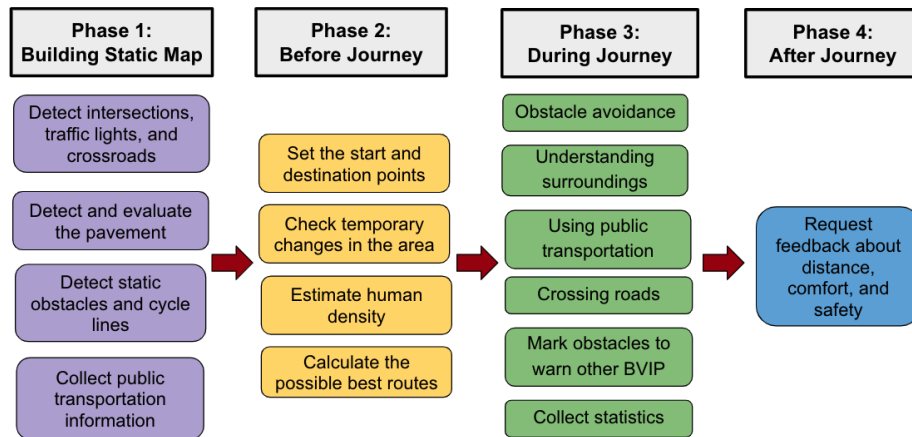 Phase 1:
Building Static Map
Detect intersections,
traffic lights, and
crossroads
Detect and evaluate
the pavement
Detect static
obstacles and cycle
lines
Collect public
transportation
information
Phase 2:
Before Journey
Set the start and
destination points
Check temporary
changes in the area
Estimate human
density
Calculate the
possible best routes
Phase 3:
During Journey
Obstacle avoidance
Understanding
surroundings
Using public
transportation
Crossing roads
Mark obstacles to
warn other BVIP
Collect statistics
Phase 4:
After Journey
Request
feedback about
distance,
comfort, and
safety